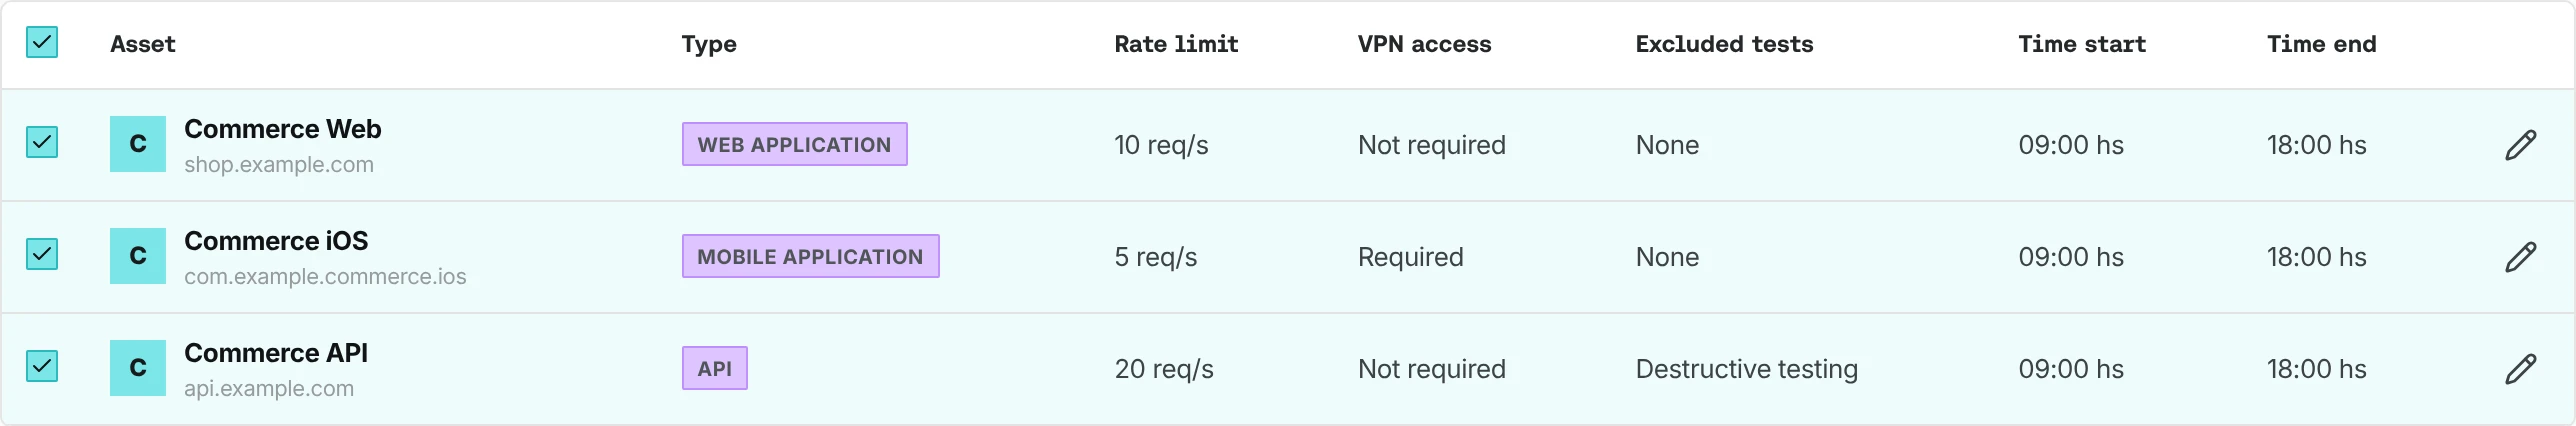 Asset Type Rate limit VPN access Excluded tests Time start Time end
C Commerce Web WEB APPLICATION 10 req/s Not required None 09:00 hs 18:00 hs
shop.example.com
C Commerce iOS MOBILE APPLICATION 5 req/s Required None 09:00 hs 18:00 hs
com.example.commerce.ios
C Commerce API API 20 req/s Not required Destructive testing 09:00 hs 18:00 hs
api.example.com